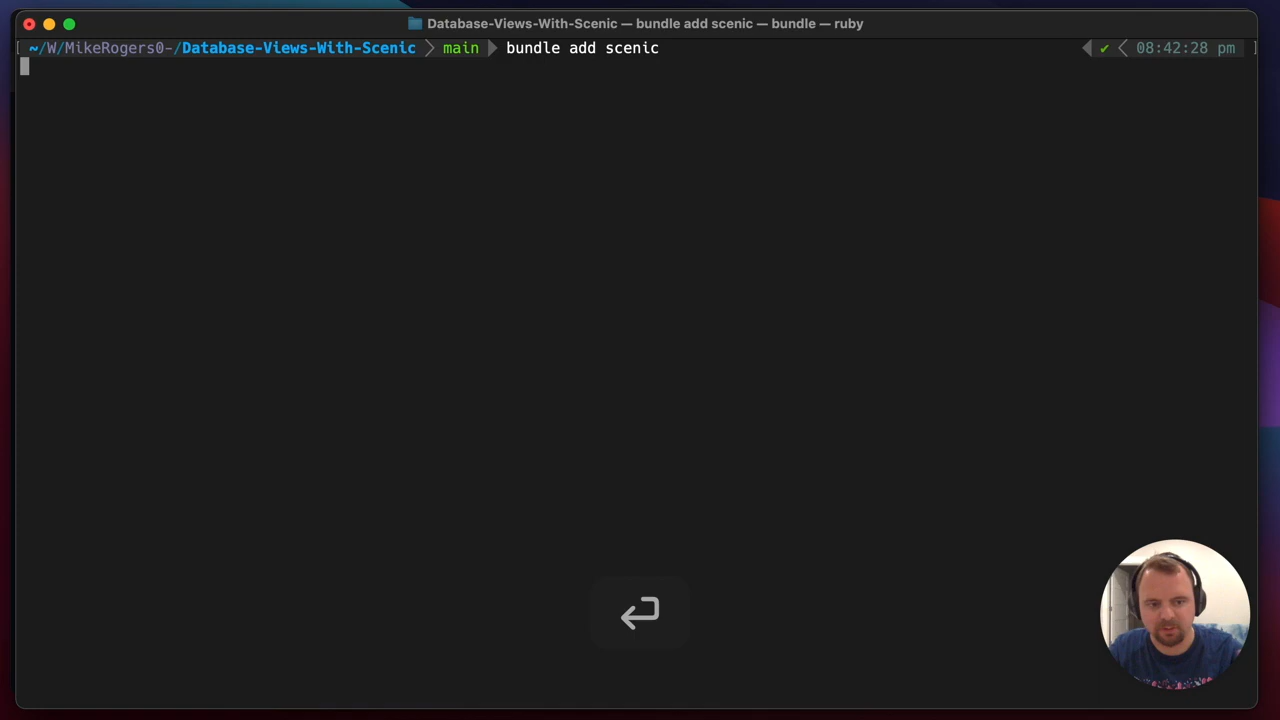 Database-Views-With-Scenic — bundle add scenic — bundle — ruby
~/W/MikeRogers0-/Database-Views-With-Scenic main bundle add scenic ✔ 08:42:28 pm